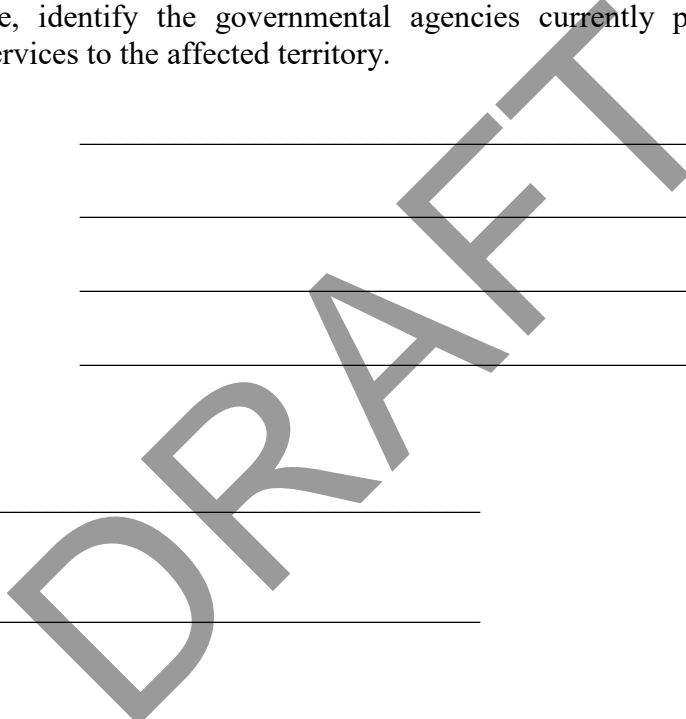 e, identify the governmental agencies currently p
ervices to the affected territory.
DRAFT